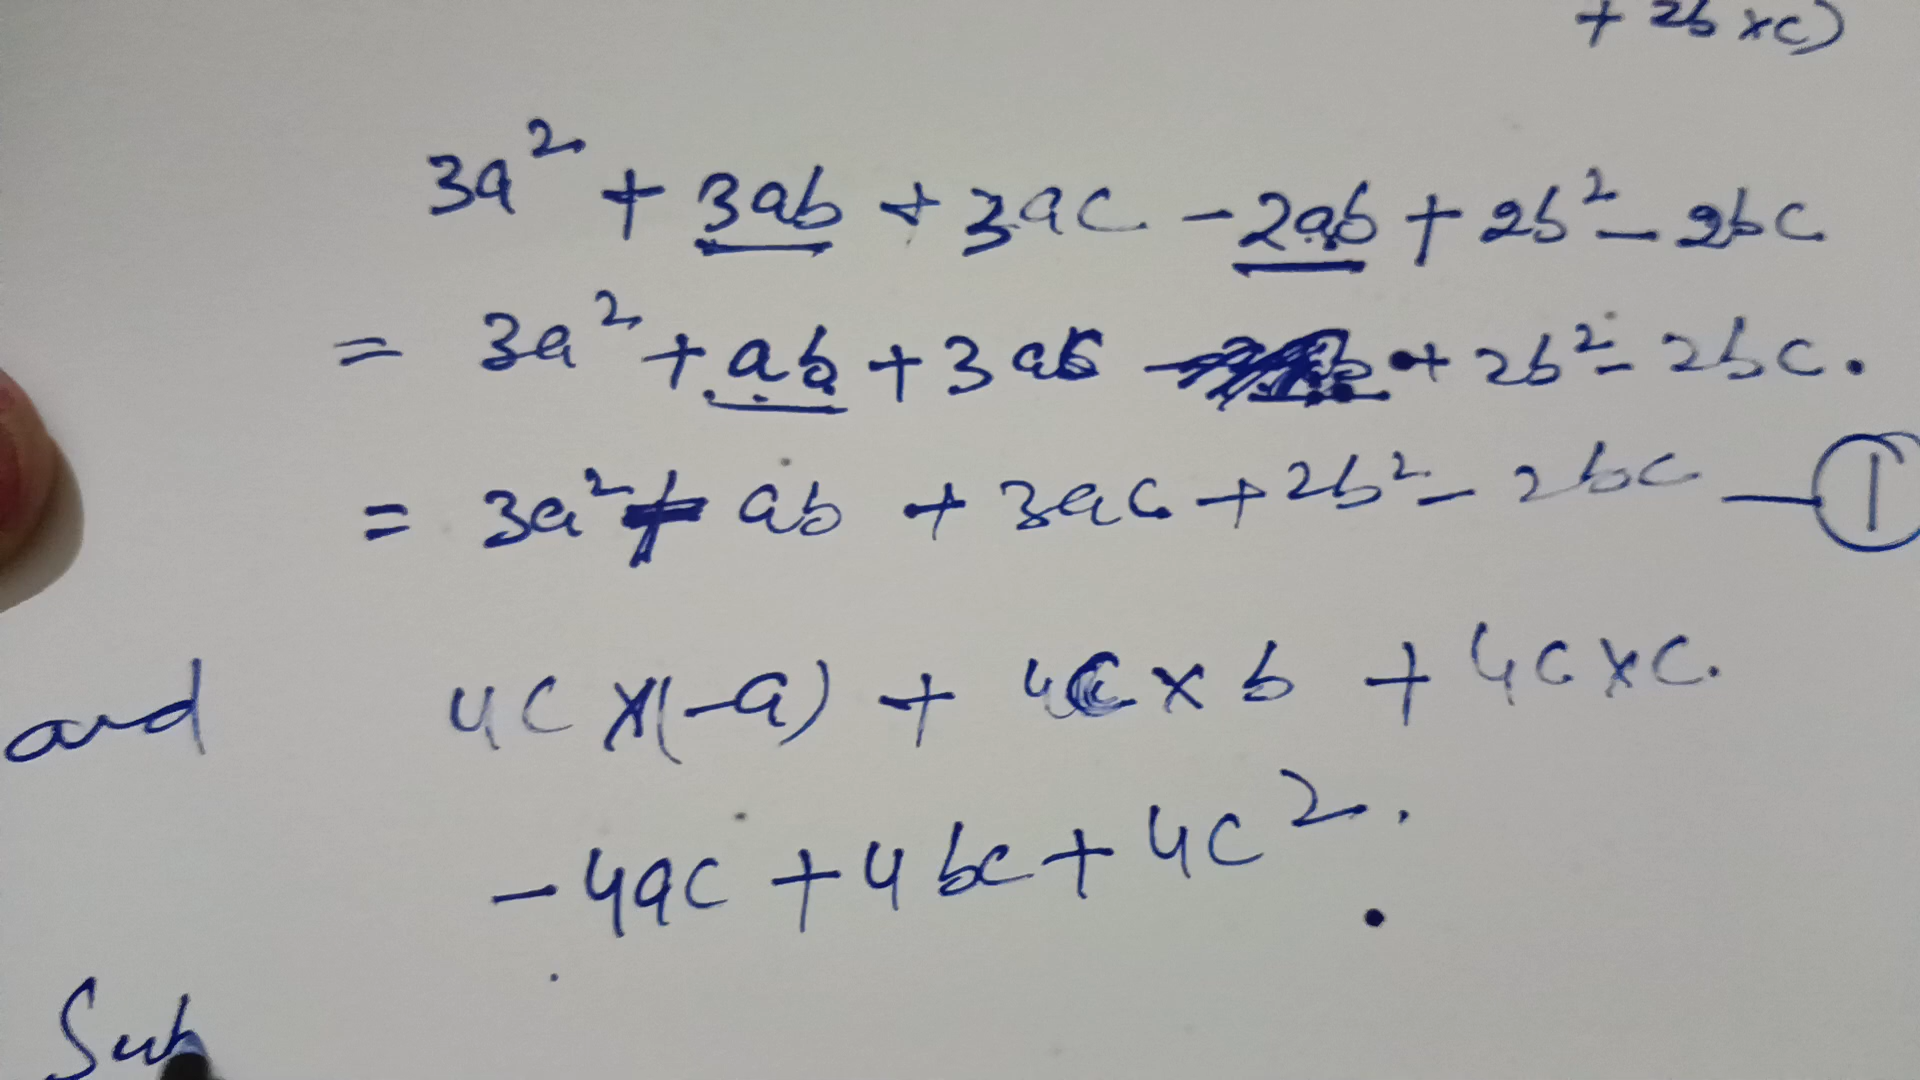 + 2b × c)
3a² + 3ab + 3ac - 2ab + 2b² - 2bc
= 3a² + ab + 3ab + 2b² - 2bc.
= 3a² + ab + 3ac + 2b² - 2bc — ①
and 4c × (-a) + 4c × b + 4c × c.
- 4ac + 4bc + 4c².
Sub